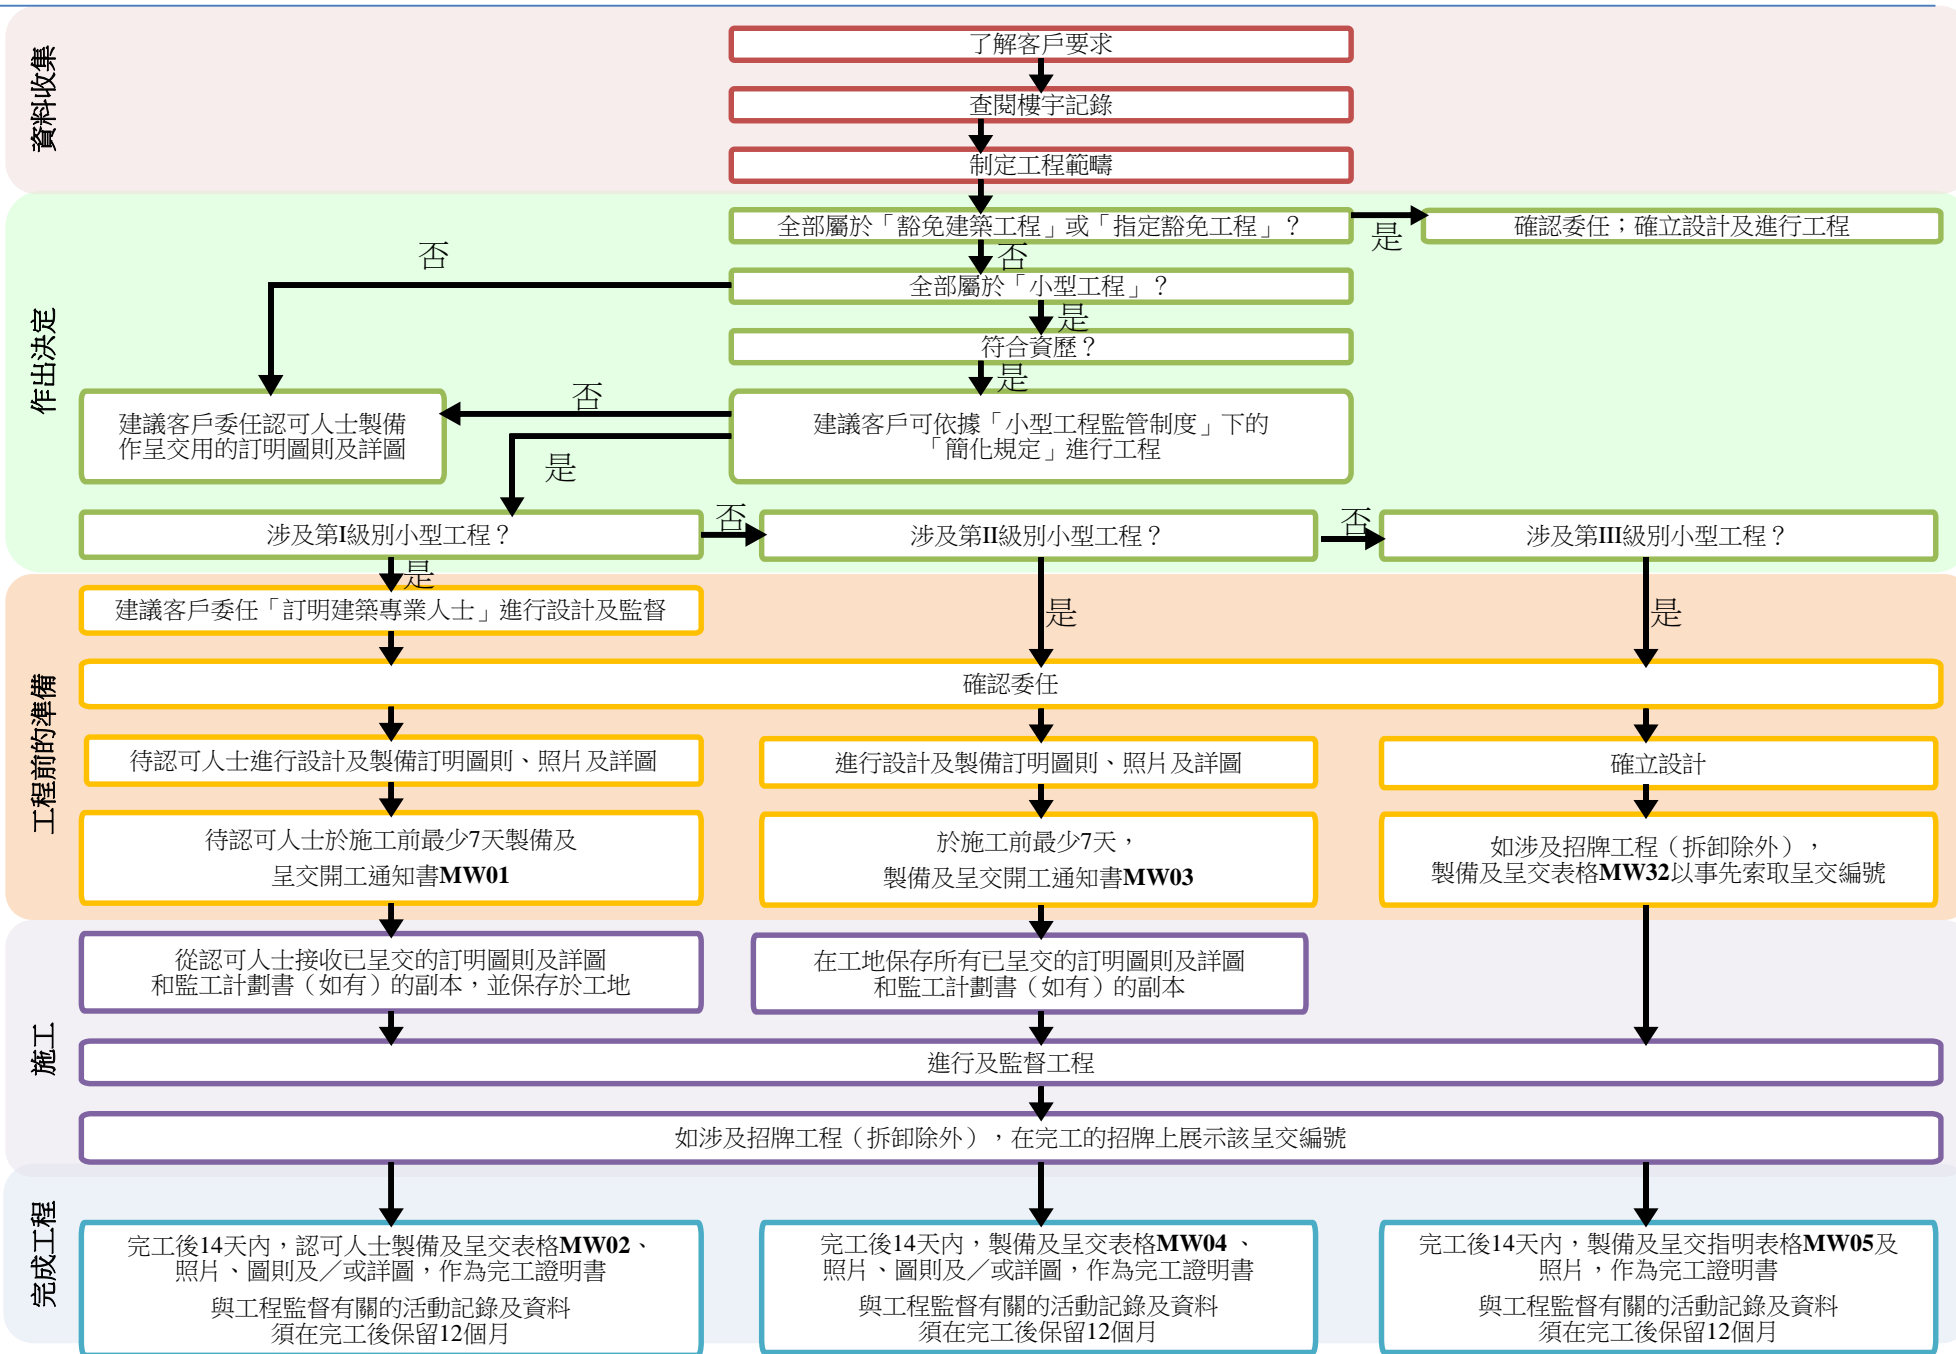 資料收集
了解客戶要求
查閱樓宇記錄
制定工程範疇
作出決定
全部屬於「豁免建築工程」或「指定豁免工程」？
是
確認委任；確立設計及進行工程
否
否
全部屬於「小型工程」？
是
符合資歷？
是
建議客戶委任認可人士製備
作呈交用的訂明圖則及詳圖
否
建議客戶可依據「小型工程監管制度」下的
「簡化規定」進行工程
是
涉及第I級別小型工程？
否
涉及第II級別小型工程？
否
涉及第III級別小型工程？
工程前的準備
是
建議客戶委任「訂明建築專業人士」進行設計及監督
是
是
確認委任
待認可人士進行設計及製備訂明圖則、照片及詳圖
進行設計及製備訂明圖則、照片及詳圖
確立設計
待認可人士於施工前最少7天製備及
呈交開工通知書MW01
於施工前最少7天，
製備及呈交開工通知書MW03
如涉及招牌工程（拆卸除外），
製備及呈交表格MW32以事先索取呈交編號
施工
從認可人士接收已呈交的訂明圖則及詳圖
和監工計劃書（如有）的副本，並保存於工地
在工地保存所有已呈交的訂明圖則及詳圖
和監工計劃書（如有）的副本
進行及監督工程
如涉及招牌工程（拆卸除外），在完工的招牌上展示該呈交編號
完成工程
完工後14天內，認可人士製備及呈交表格MW02、
照片、圖則及／或詳圖，作為完工證明書
與工程監督有關的活動記錄及資料
須在完工後保留12個月
完工後14天內，製備及呈交表格MW04 、
照片、圖則及／或詳圖，作為完工證明書
與工程監督有關的活動記錄及資料
須在完工後保留12個月
完工後14天內，製備及呈交指明表格MW05及
照片，作為完工證明書
與工程監督有關的活動記錄及資料
須在完工後保留12個月